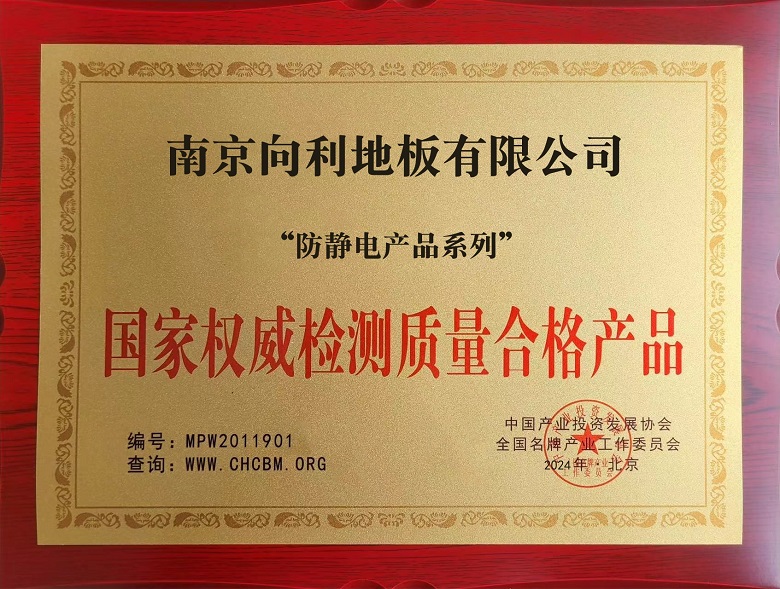 南京向利地板有限公司
“防静电产品系列”
国家权威检测质量合格产品
编号：MPW2011901
查询：WWW.CHCBM.ORG
中国产业投资发展协会
全国名牌产业工作委员会
2024年·北京